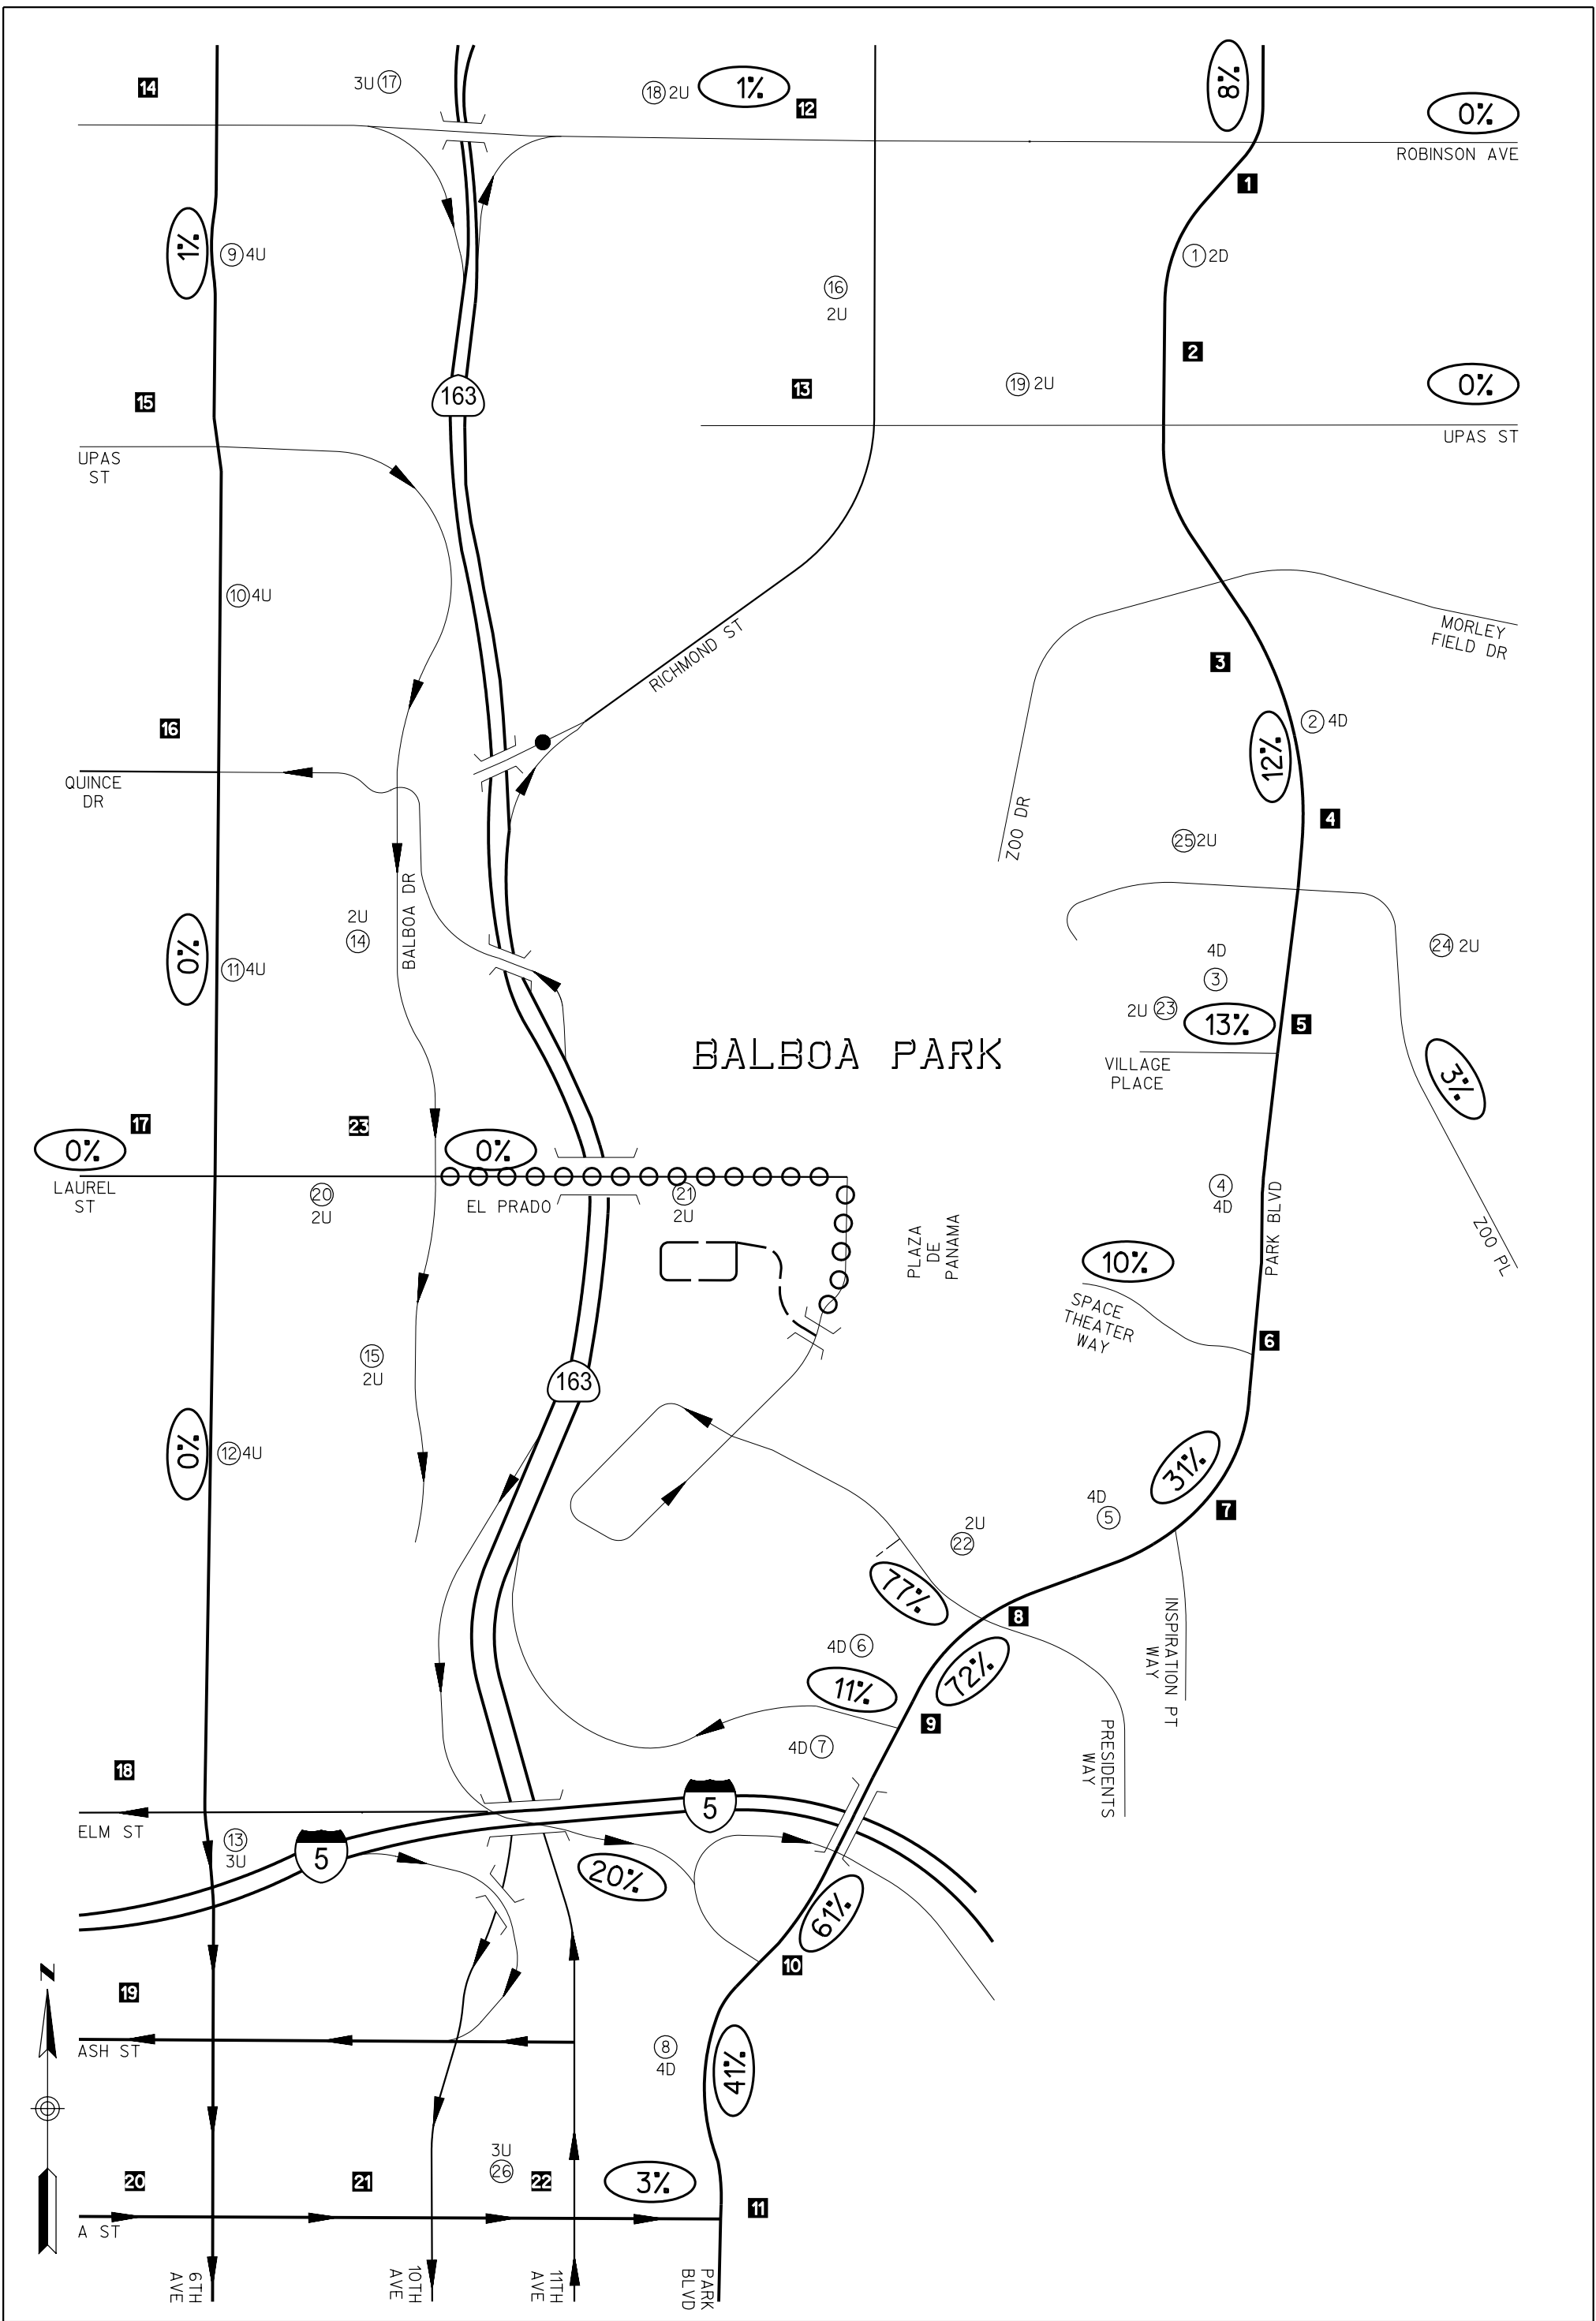 14
3U 17
18 2U
1%
12
8%
0%
ROBINSON AVE
1
1%
9 4U
1 2D
16
2U
2
163
15
13
19 2U
0%
UPAS ST
UPAS
ST
10 4U
MORLEY
FIELD DR
RICHMOND ST
3
16
2 4D
12%
QUINCE
DR
ZOO DR
4
25 2U
BALBOA DR
2U
14
0%
11 4U
4D
3
24 2U
2U 23
13%
5
BALBOA PARK
VILLAGE
PLACE
3%
17
23
0%
0%
LAUREL
ST
20
2U
EL PRADO
21
2U
4
4D
PARK BLVD
PLAZA
DE
PANAMA
ZOO PL
10%
SPACE
THEATER
WAY
6
15
2U
163
0%
12 4U
31%
4D
5
7
2U
22
77%
8
INSPIRATION PT
WAY
4D 6
72%
11%
9
4D 7
PRESIDENTS
WAY
18
5
ELM ST
13
3U
5
20%
61%
10
N
19
ASH ST
8
4D
41%
3U
26
20
21
22
3%
11
A ST
6TH
AVE
10TH
AVE
11TH
AVE
PARK
BLVD